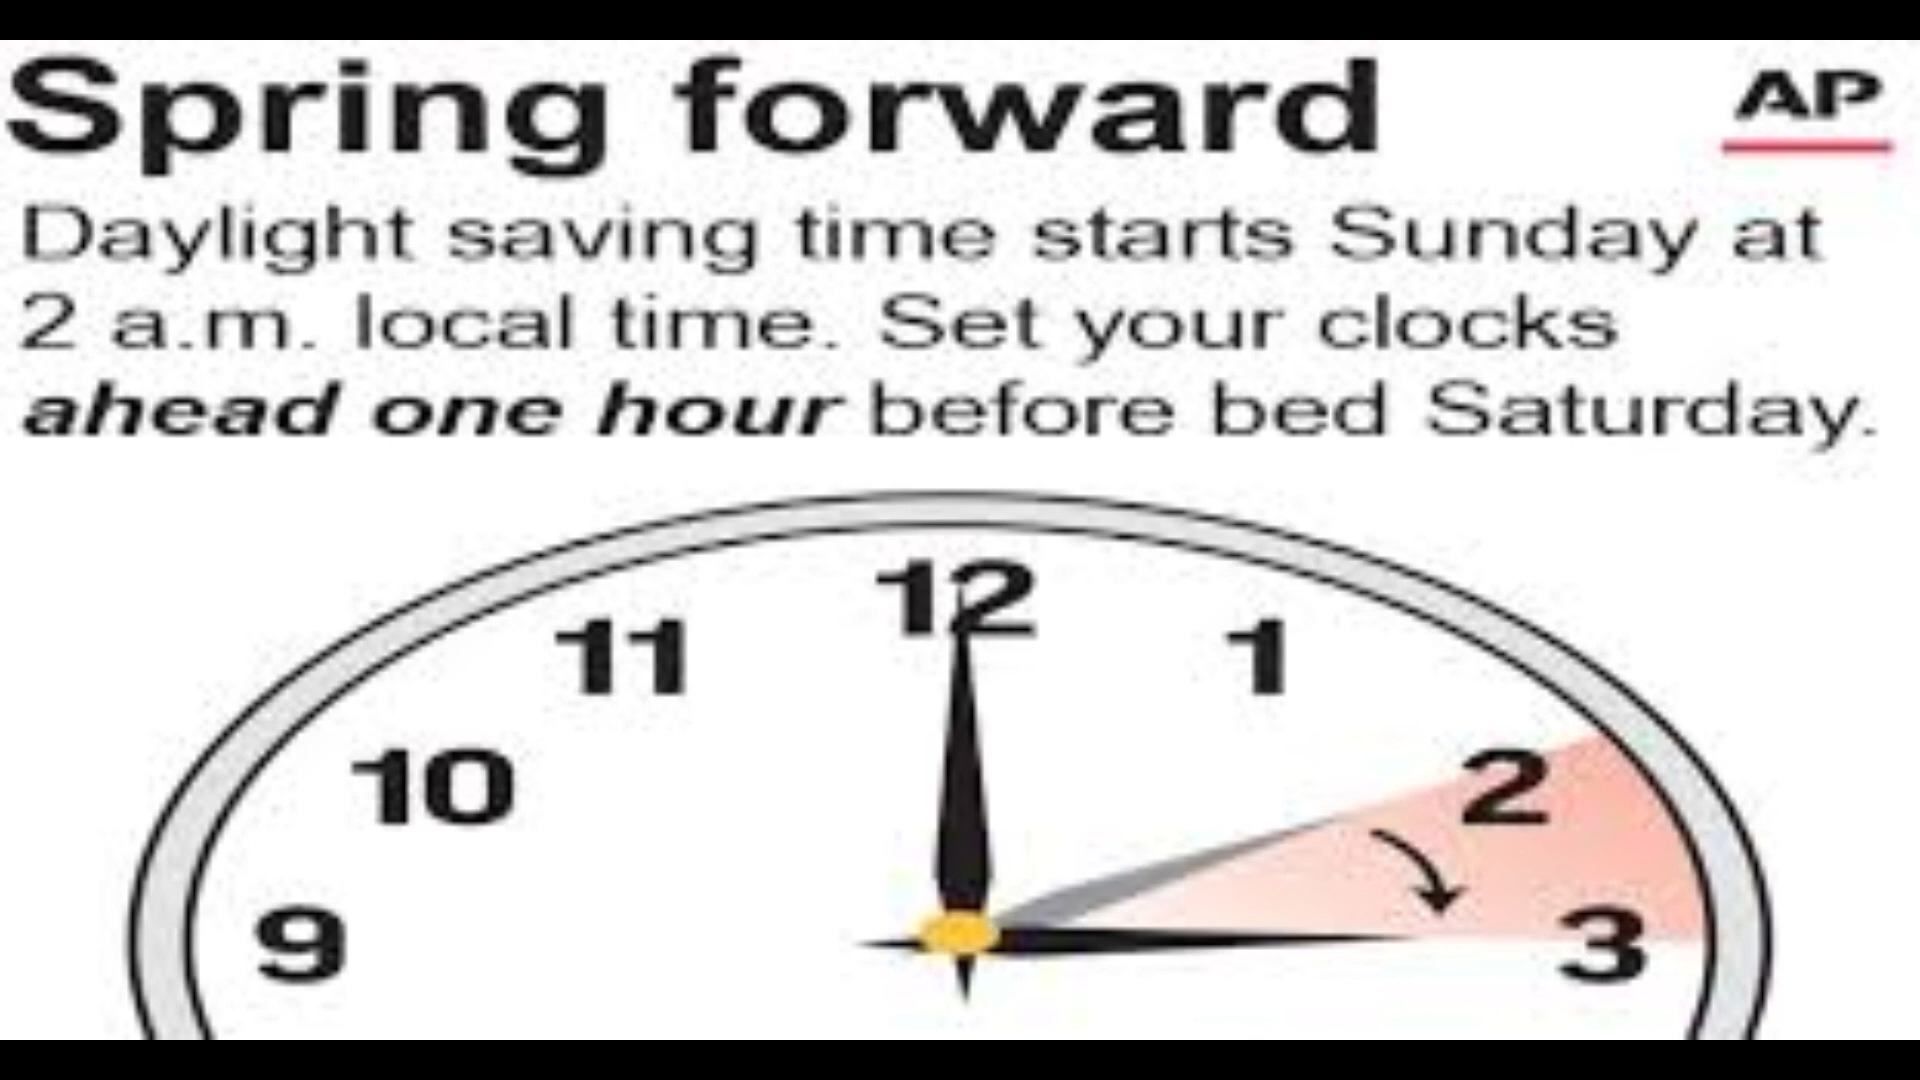 Spring forward
AP
Daylight saving time starts Sunday at
2 a.m. local time. Set your clocks
ahead one hour before bed Saturday.
12
11
1
10
2
9
3